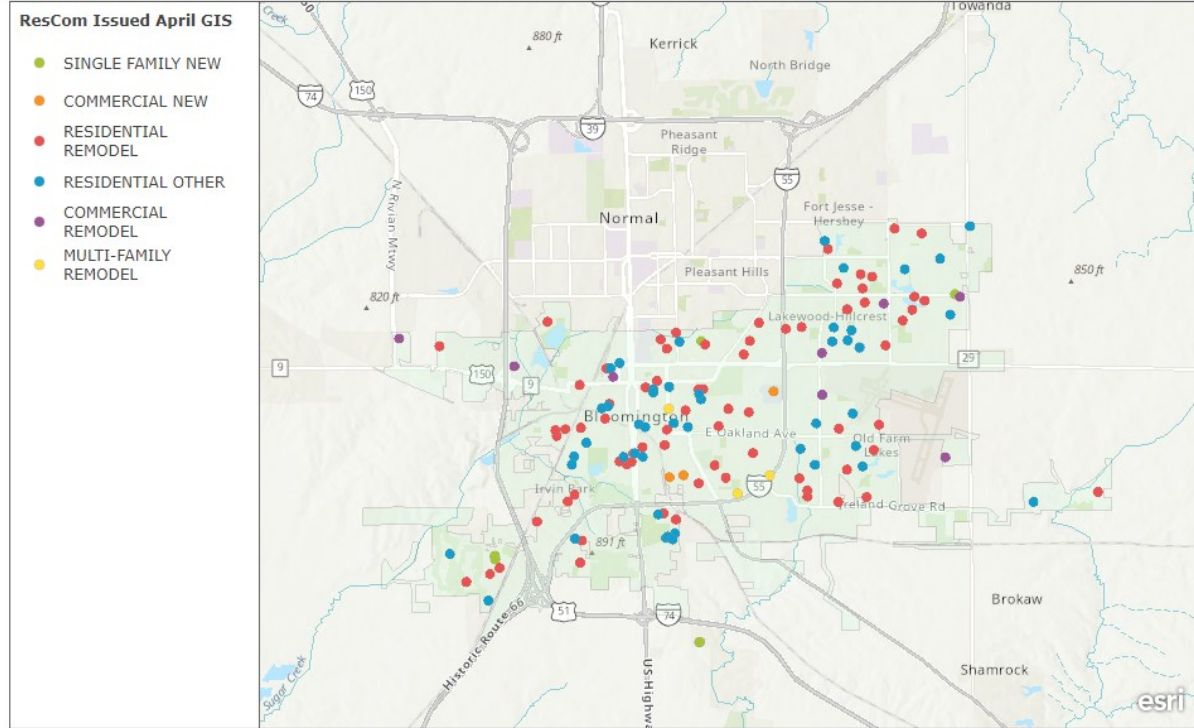 ResCom Issued April GIS
SINGLE FAMILY NEW
COMMERCIAL NEW
RESIDENTIAL
REMODEL
RESIDENTIAL OTHER
COMMERCIAL
REMODEL
MULTI-FAMILY
REMODEL
Creek
50
Towanda
880 ft
Kerrick
North Bridge
74
150
39
Pheasant
Ridge
55
N Rivian Mtwy
Normal
Fort Jesse -
Hershey
Pleasant Hills
850 ft
820 ft
Lakewood-Hillcrest
9
150
9
29
Bloomington
E Oakland Ave
Old Farm
Lakes
Irvin Park
55
Ireland Grove Rd
891 ft
Historic Route 66
51
74
Brokaw
Sugar Creek
US Highw
Shamrock
esri